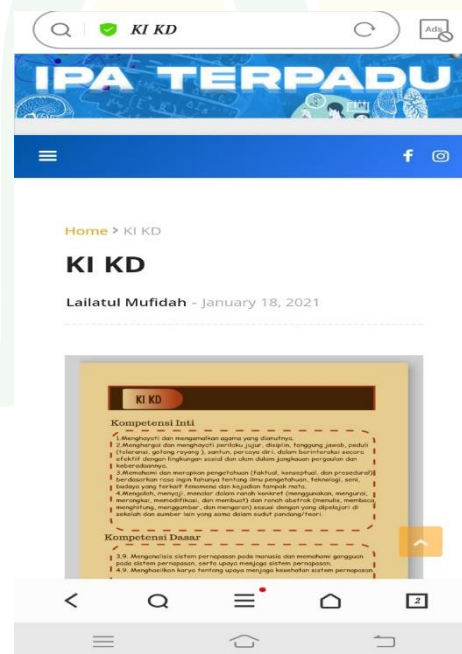 KI KD
Ads
IPA TERPADU
Home > KI KD
KI KD
Lailatul Mufidah - January 18, 2021
KI KD
Kompetensi Inti
1.Menghayati dan mengamalkan agama yang dianutnya.
2.Menghargai dan menghayati perilaku jujur, disiplin, tanggung jawab, peduli
(toleransi, gotong royong ), santun, percaya diri, dalam berinteraksi secara
efektif dengan lingkungan sosial dan alam dalam jangkauan pergaulan dan
keberadaannya.
3.Memahami dan merapkan pengetahuan (faktual, konseptual, dan prosedural)
berdasarkan rasa ingin tahunya tentang ilmu pengetahuan, teknologi, seni,
budaya yang terkait fenomena dan kejadian tampak mata.
4.Mengolah, menyaji, menalar dalam ranah konkret (menggunakan, mengurai,
merangkai, memodifikasi, dan membuat) dan ranah abstrak (menulis, membaca
menghitung, menggambar, dan mengarang) sesuai dengan yang dipelajari di
sekolah dan sumber lain yang sama dalam sudut pandang/teori.
Kompetensi Dasar
3.9. Menganalisis sistem pernapasan pada manusia dan memahami gangguan
pada sistem pernapasan, serta upaya menjaga sistem pernapasan.
4.9. Menghasilkan karya tentang upaya menjaga kesehatan sistem pernapasan
2